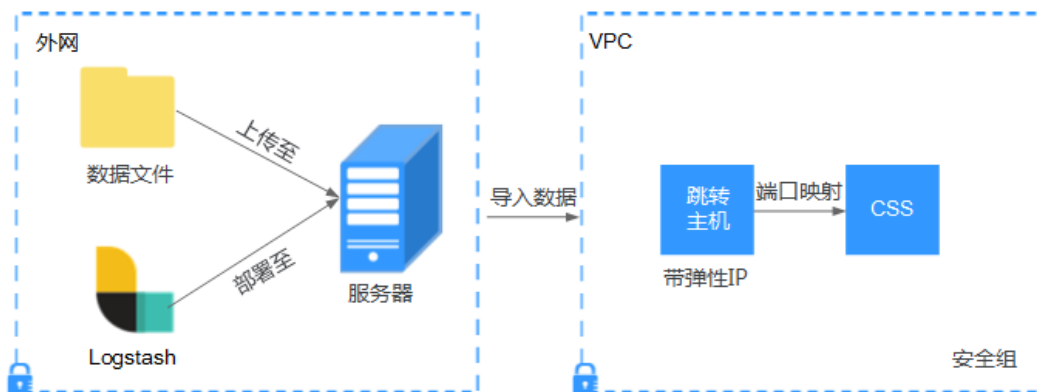 外网
数据文件
上传至
部署至
服务器
Logstash
导入数据
VPC
跳转
主机
带弹性IP
端口映射
CSS
安全组